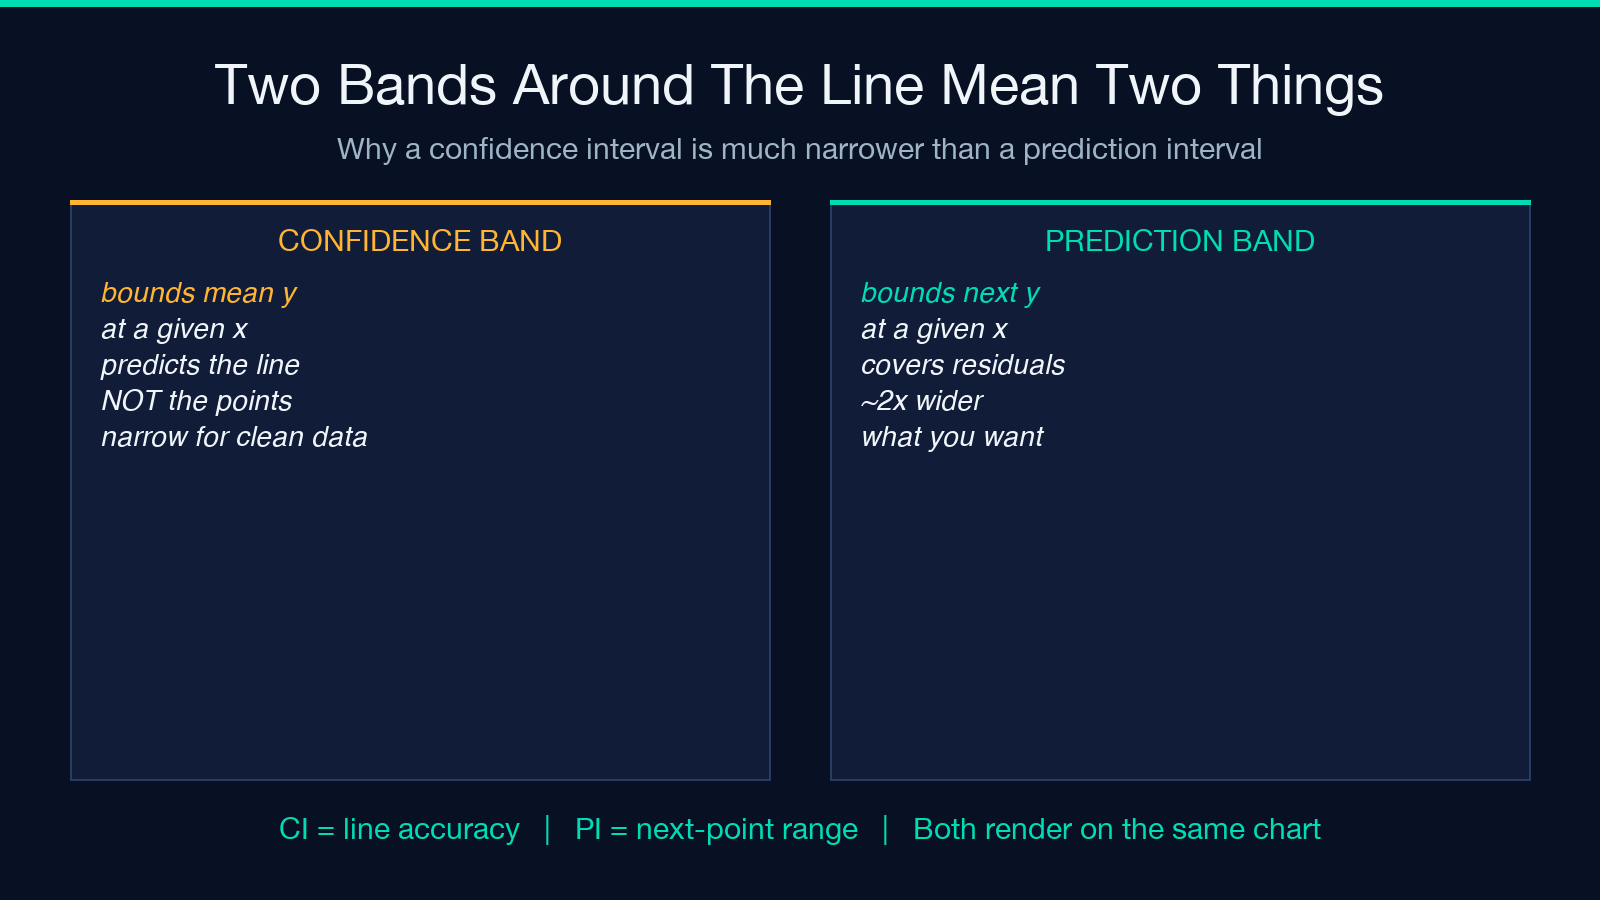 Two Bands Around The Line Mean Two Things
Why a confidence interval is much narrower than a prediction interval
CONFIDENCE BAND
bounds mean y
at a given x
predicts the line
NOT the points
narrow for clean data
PREDICTION BAND
bounds next y
at a given x
covers residuals
~2x wider
what you want
CI = line accuracy | PI = next-point range | Both render on the same chart